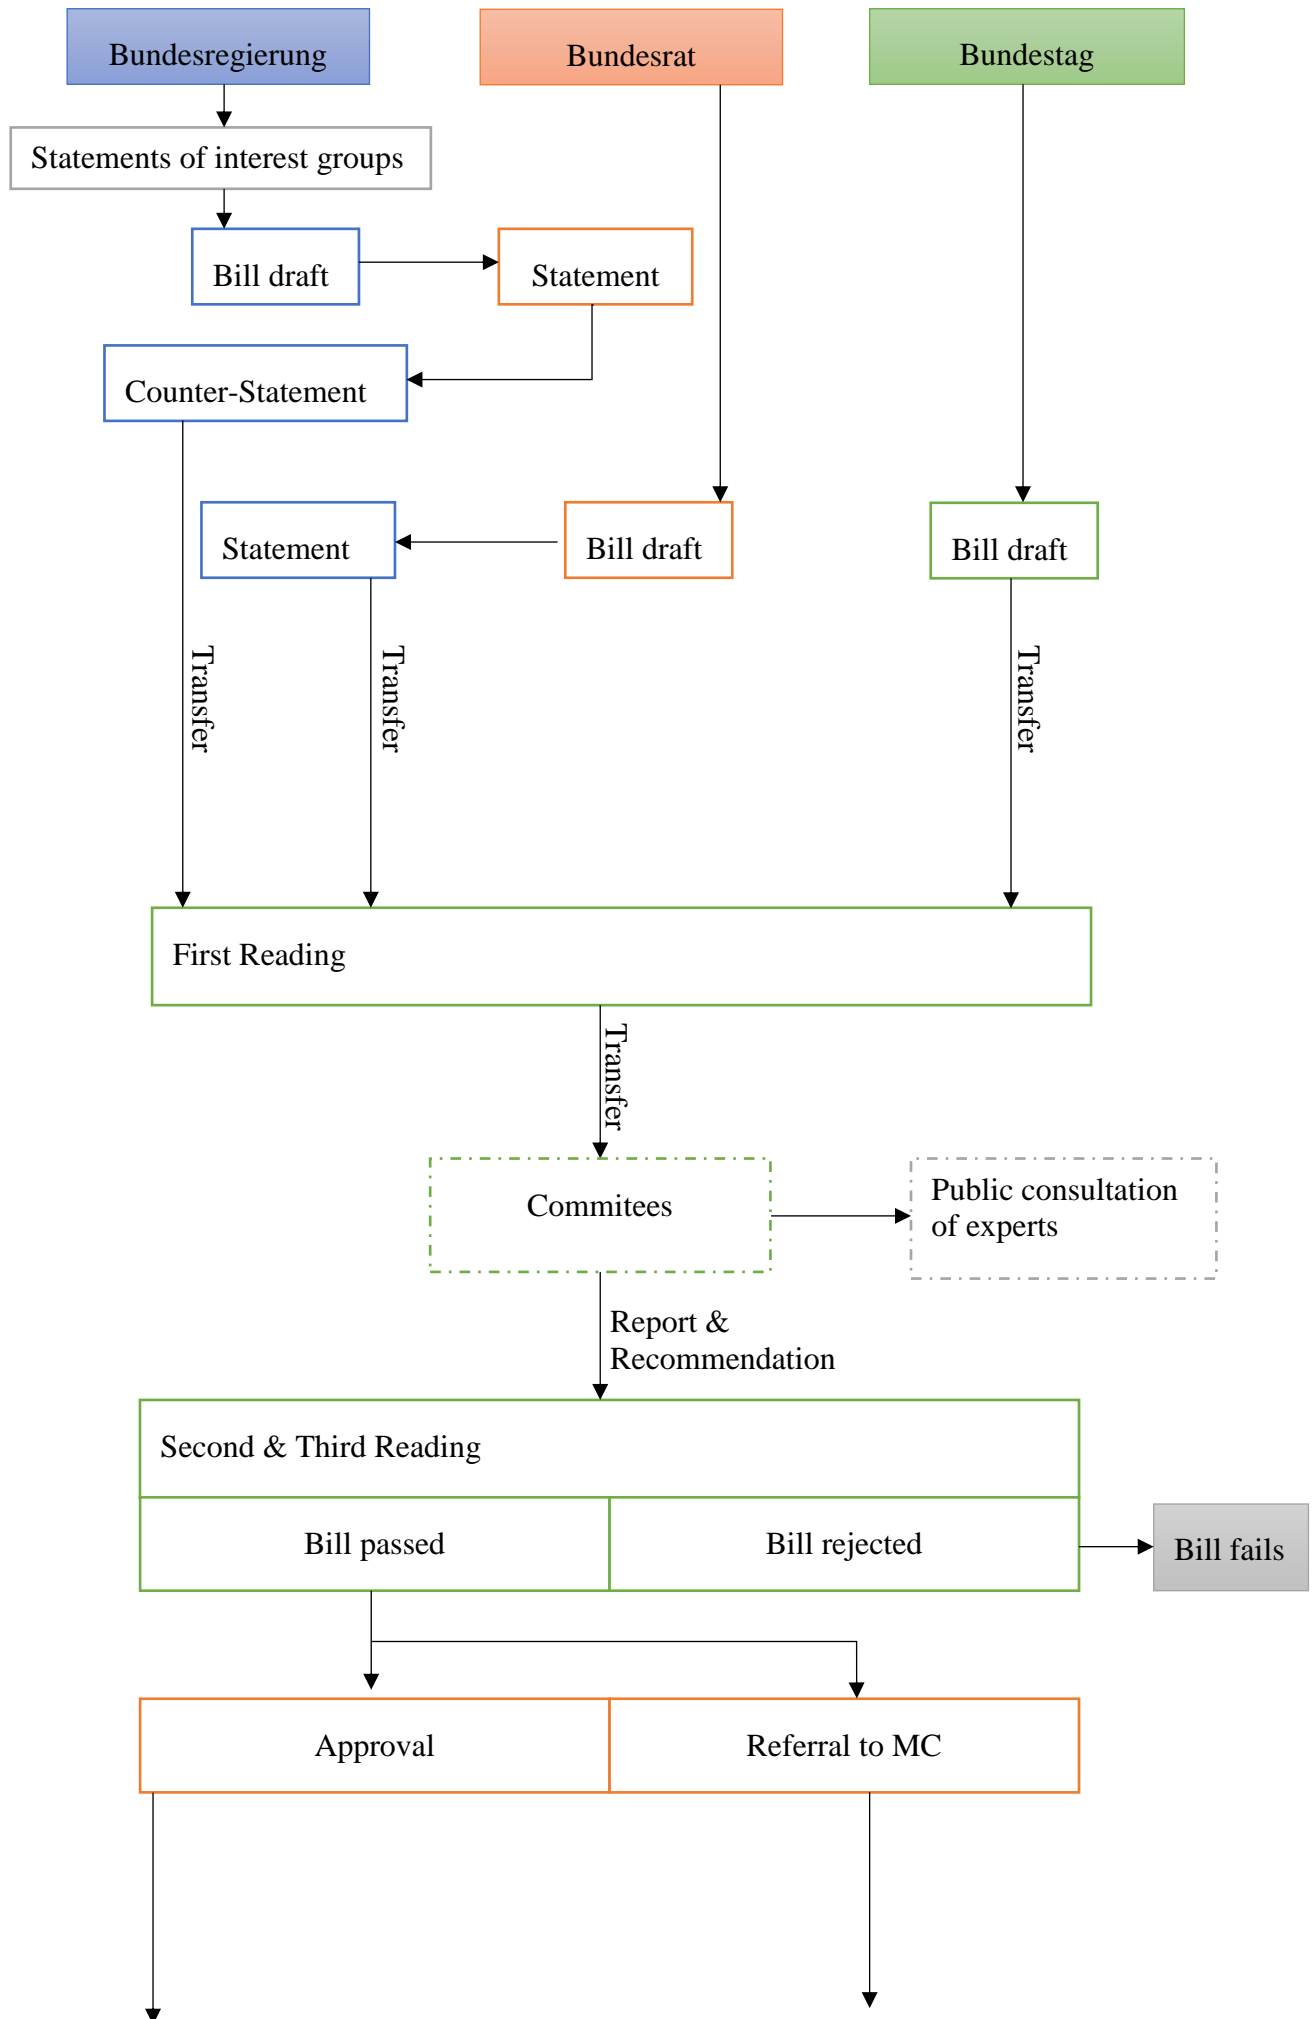 Bundesregierung
Bundesrat
Bundestag
Statements of interest groups
Bill draft
Statement
Counter-Statement
Statement
Bill draft
Bill draft
Transfer
Transfer
Transfer
First Reading
Transfer
Commitees
Public consultation
of experts
Report &
Recommendation
Second & Third Reading
Bill passed
Bill rejected
Bill fails
Approval
Referral to MC